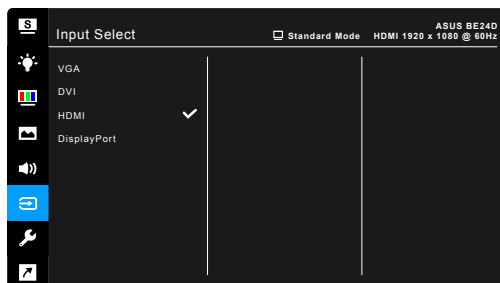 S
Input Select
Standard Mode
ASUS BE24D
HDMI 1920 x 1080 @ 60Hz
VGA
DVI
HDMI
DisplayPort